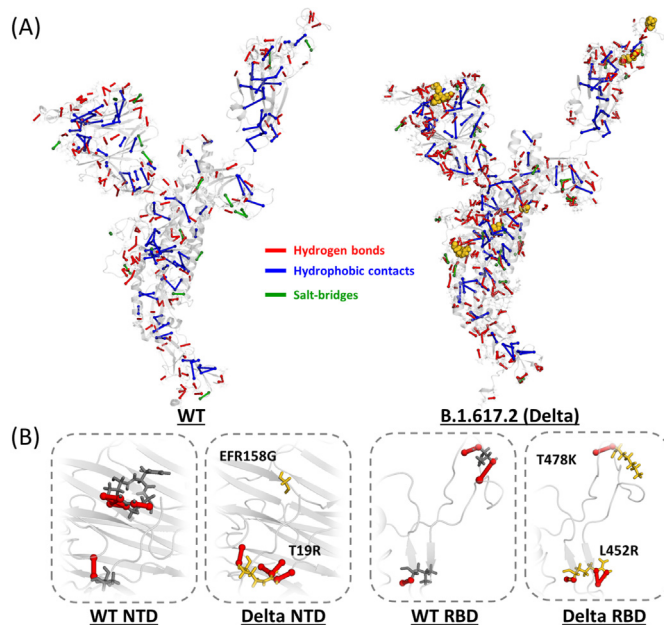 (A)
Hydrogen bonds
Hydrophobic contacts
Salt-bridges
WT
B.1.617.2 (Delta)
(B)
EFR158G
T19R
T478K
L452R
WT NTD
Delta NTD
WT RBD
Delta RBD